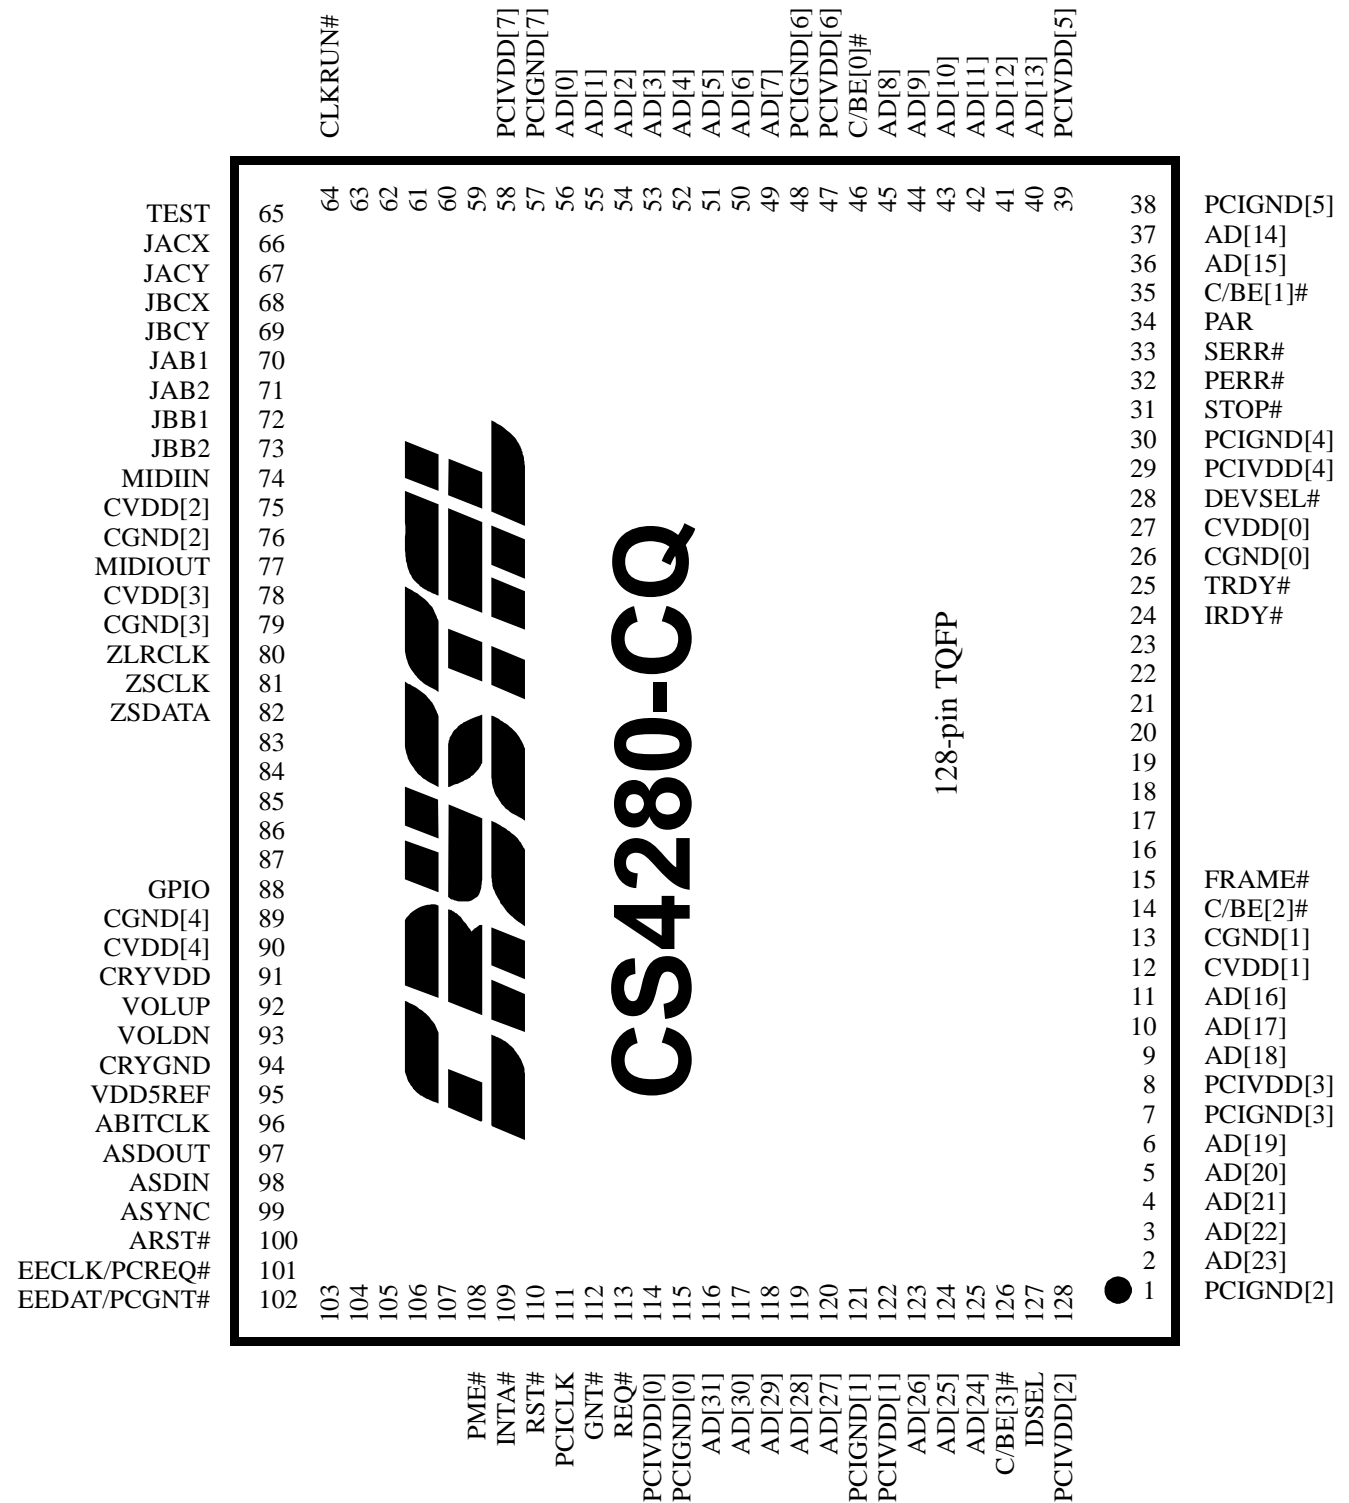 CLKRUN#
PCIVDD[7]
PCIGND[7]
AD[0]
AD[1]
AD[2]
AD[3]
AD[4]
AD[5]
AD[6]
AD[7]
PCIGND[6]
PCIVDD[6]
C/BE[0]#
AD[8]
AD[9]
AD[10]
AD[11]
AD[12]
AD[13]
PCIVDD[5]
64
63
62
61
60
59
58
57
56
55
54
53
52
51
50
49
48
47
46
45
44
43
42
41
40
39
TEST 65
JACX 66
JACY 67
JBCX 68
JBCY 69
JAB1 70
JAB2 71
JBB1 72
JBB2 73
MIDIIN 74
CVDD[2] 75
CGND[2] 76
MIDIOUT 77
CVDD[3] 78
CGND[3] 79
ZLRCLK 80
ZSCLK 81
ZSDATA 82
83
84
85
86
87
GPIO 88
CGND[4] 89
CVDD[4] 90
CRYVDD 91
VOLUP 92
VOLDN 93
CRYGND 94
VDD5REF 95
ABITCLK 96
ASDOUT 97
ASDIN 98
ASYNC 99
ARST# 100
EECLK/PCREQ# 101
EEDAT/PCGNT# 102
CRYSTAL
CS4280-CQ
128-pin TQFP
38 PCIGND[5]
37 AD[14]
36 AD[15]
35 C/BE[1]#
34 PAR
33 SERR#
32 PERR#
31 STOP#
30 PCIGND[4]
29 PCIVDD[4]
28 DEVSEL#
27 CVDD[0]
26 CGND[0]
25 TRDY#
24 IRDY#
23
22
21
20
19
18
17
16
15 FRAME#
14 C/BE[2]#
13 CGND[1]
12 CVDD[1]
11 AD[16]
10 AD[17]
9 AD[18]
8 PCIVDD[3]
7 PCIGND[3]
6 AD[19]
5 AD[20]
4 AD[21]
3 AD[22]
2 AD[23]
1 PCIGND[2]
103
104
105
106
107
108
109
110
111
112
113
114
115
116
117
118
119
120
121
122
123
124
125
126
127
128
PME#
INTA#
RST#
PCICLK
GNT#
REQ#
PCIVDD[0]
PCIGND[0]
AD[31]
AD[30]
AD[29]
AD[28]
AD[27]
PCIGND[1]
PCIVDD[1]
AD[26]
AD[25]
AD[24]
C/BE[3]#
IDSEL
PCIVDD[2]